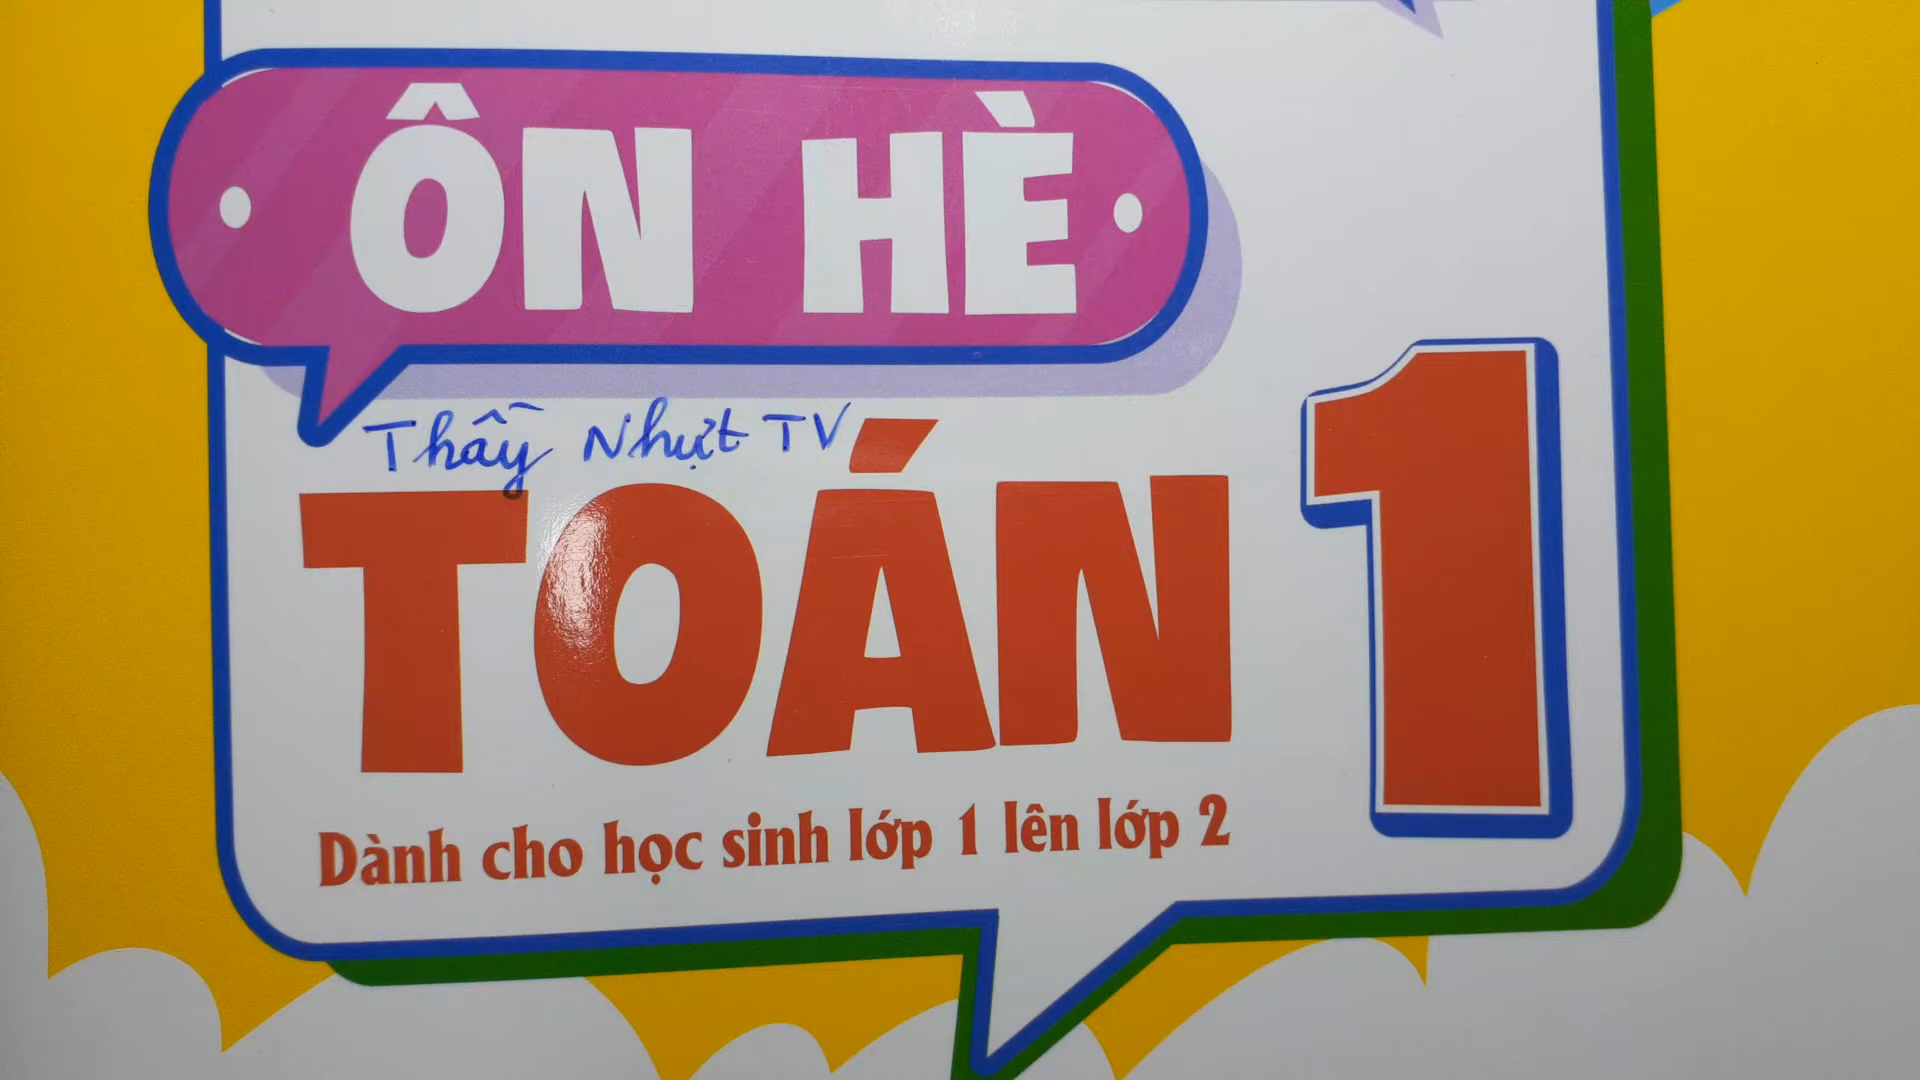 ÔN HÈ
Thầy Nhựt TV
TOÁN 1
Dành cho học sinh lớp 1 lên lớp 2